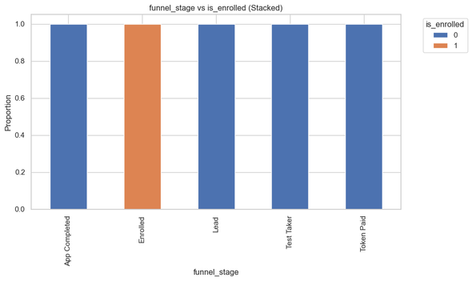 funnel_stage vs is_enrolled (Stacked)
is_enrolled
0
1
Proportion
1.0
0.8
0.6
0.4
0.2
0.0
App Completed
Enrolled
Lead
Test Taker
Token Paid
funnel_stage